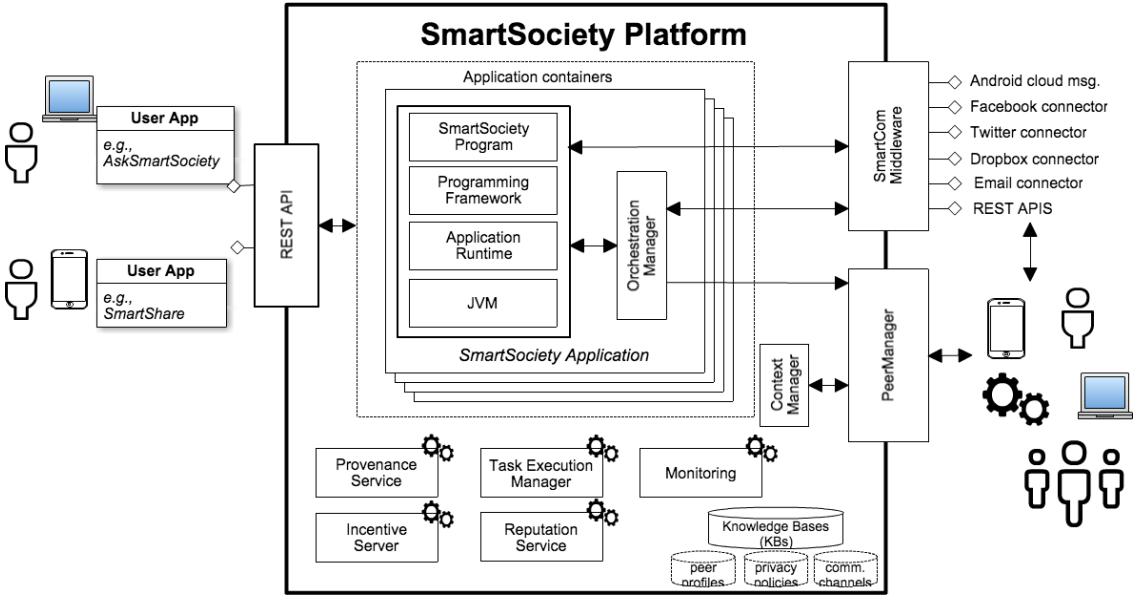 SmartSociety Platform
Application containers
User App
e.g.,
AskSmartSociety
User App
e.g.,
SmartShare
REST API
SmartSociety
Program
Programming
Framework
Application
Runtime
JVM
SmartSociety Application
Orchestration
Manager
SmartCom
Middleware
Android cloud msg.
Facebook connector
Twitter connector
Dropbox connector
Email connector
REST APIS
PeerManager
Context
Manager
Provenance
Service
Task Execution
Manager
Monitoring
Incentive
Server
Reputation
Service
Knowledge Bases
(KBs)
peer
profiles
privacy
policies
comm.
channels